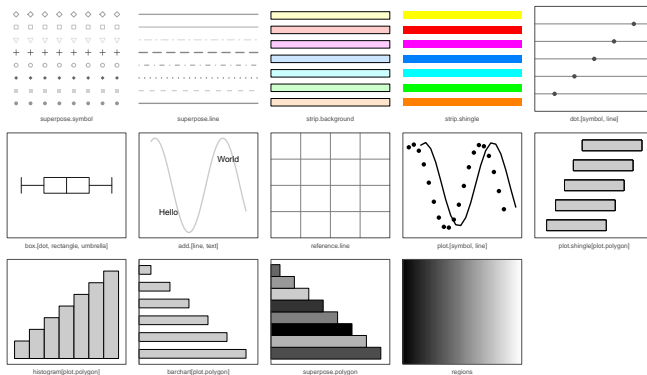 superpose.symbol
superpose.line
strip.background
strip.shingle
dot.[symbol, line]
World
Hello
box.[dot, rectangle, umbrella]
add.[line, text]
reference.line
plot.[symbol, line]
plot.shingle[plot.polygon]
histogram[plot.polygon]
barchart[plot.polygon]
superpose.polygon
regions